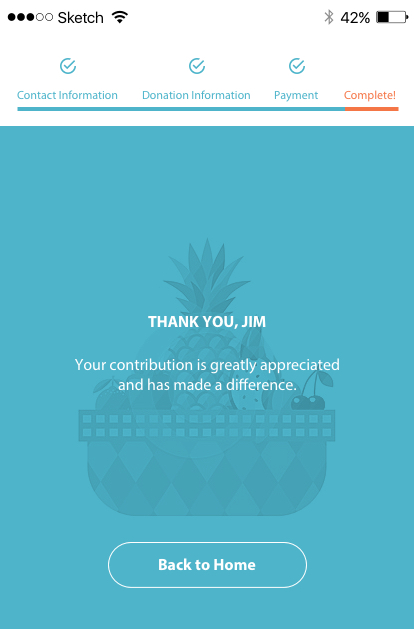 Sketch 42%
Contact Information Donation Information Payment Complete!
THANK YOU, JIM
Your contribution is greatly appreciated
and has made a difference.
Back to Home